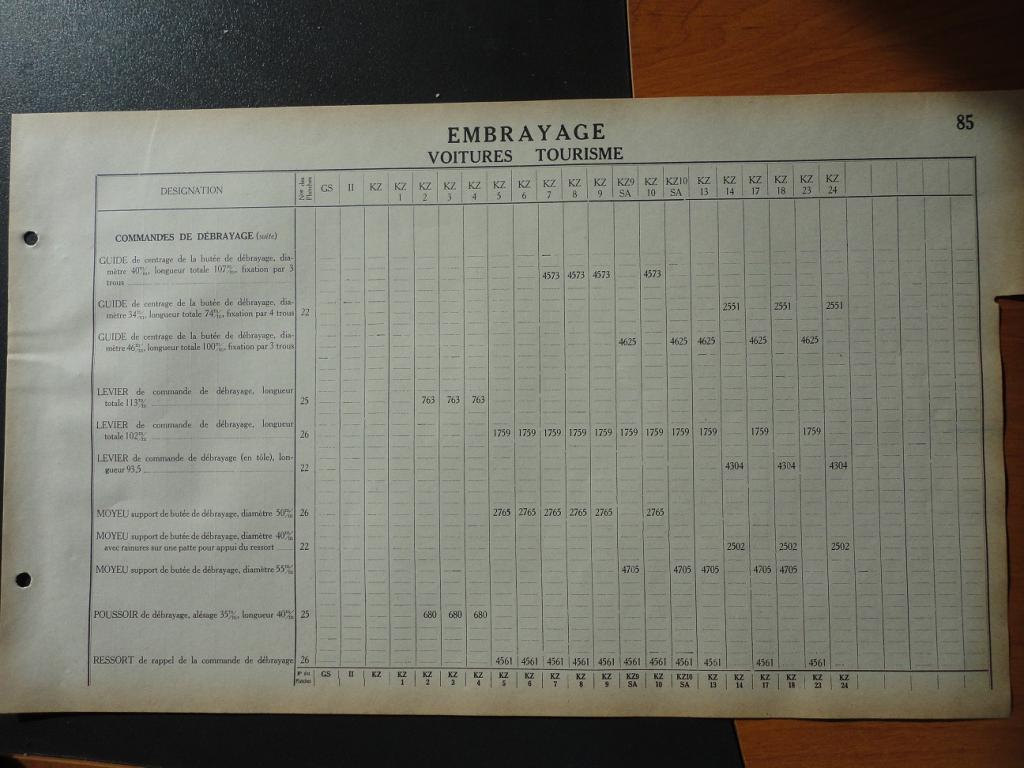 85
EMBRAYAGE
VOITURES TOURISME
DESIGNATION Nos des Planches GS II KZ KZ 1 KZ 2 KZ 3 KZ 4 KZ 5 KZ 6 KZ 7 KZ 8 KZ 9 KZ9 SA KZ 10 KZ10 SA KZ 13 KZ 14 KZ 17 KZ 18 KZ 23 KZ 24
COMMANDES DE DÉBRAYAGE (suite)
GUIDE de centrage de la butée de débrayage, dia-
mètre 40 m/m, longueur totale 107 m/m, fixation par 3 4573 4573 4573 4573
trous
GUIDE de centrage de la butée de débrayage, dia- 2551 2551 2551
mètre 34 m/m, longueur totale 74 m/m, fixation par 4 trous 22
GUIDE de centrage de la butée de débrayage, dia-
mètre 46 m/m, longueur totale 100 m/m, fixation par 3 trous 4625 4625 4625 4625 4625
LEVIER de commande de débrayage, longueur
totale 113 m/m 25 763 763 763
LEVIER de commande de débrayage, longueur
totale 102 m/m 26 1759 1759 1759 1759 1759 1759 1759 1759 1759 1759 1759
LEVIER de commande de débrayage (en tôle), lon-
gueur 93,5 22 4304 4304 4304
MOYEU support de butée de débrayage, diamètre 50 m/m 26 2765 2765 2765 2765 2765 2765
MOYEU support de butée de débrayage, diamètre 40 m/m
avec rainures sur une patte pour appui du ressort 22 2502 2502 2502
MOYEU support de butée de débrayage, diamètre 55 m/m 4705 4705 4705 4705 4705
POUSSOIR de débrayage, alésage 35 m/m, longueur 40 m/m 25 680 680 680
RESSORT de rappel de la commande de débrayage 26 4561 4561 4561 4561 4561 4561 4561 4561 4561 4561 4561
Nos des Planches GS II KZ KZ 1 KZ 2 KZ 3 KZ 4 KZ 5 KZ 6 KZ 7 KZ 8 KZ 9 KZ9 SA KZ 10 KZ10 SA KZ 13 KZ 14 KZ 17 KZ 18 KZ 23 KZ 24